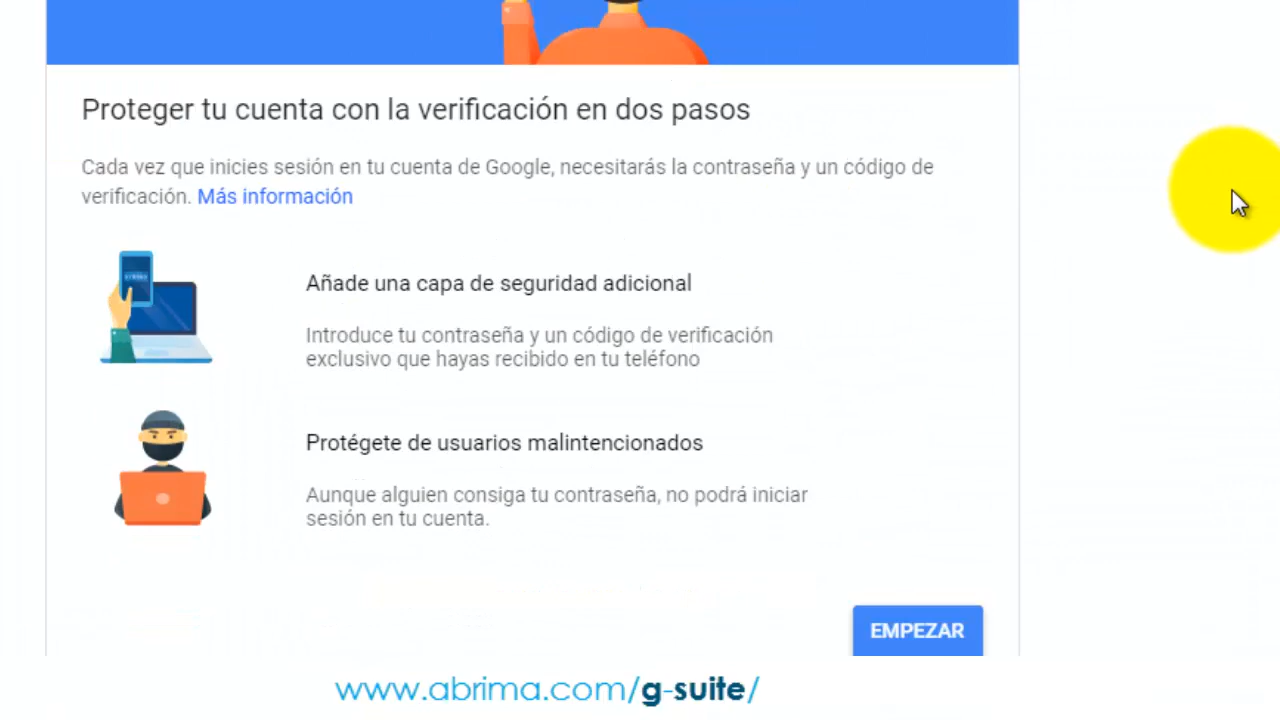 Proteger tu cuenta con la verificación en dos pasos
Cada vez que inicies sesión en tu cuenta de Google, necesitarás la contraseña y un código de
verificación. Más información
Añade una capa de seguridad adicional
Introduce tu contraseña y un código de verificación
exclusivo que hayas recibido en tu teléfono
Protégete de usuarios malintencionados
Aunque alguien consiga tu contraseña, no podrá iniciar
sesión en tu cuenta.
EMPEZAR
www.abrima.com/g-suite/